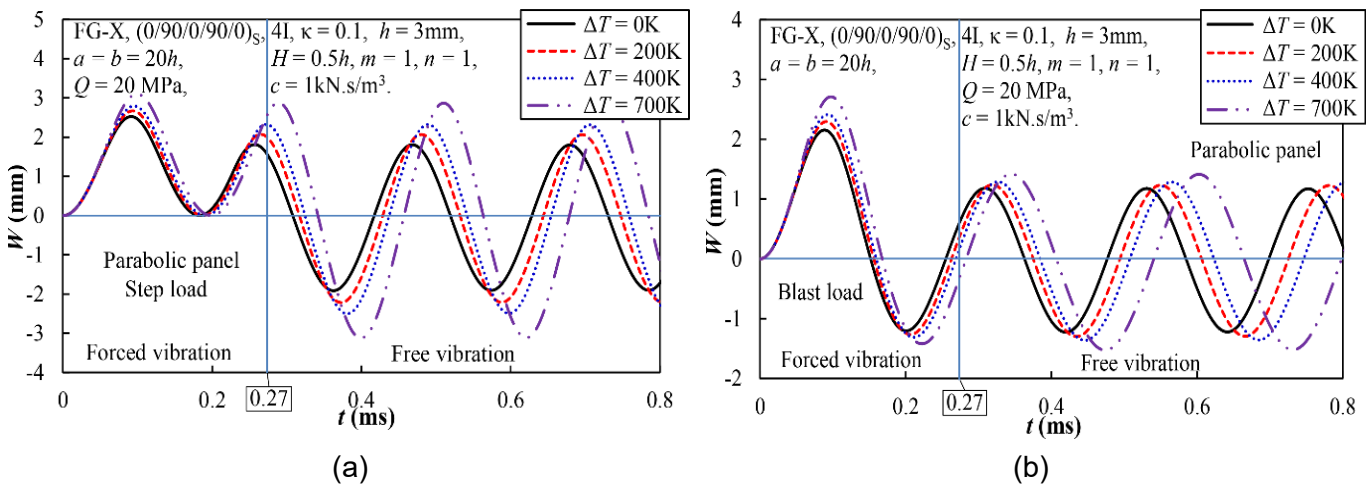 FG-X, (0/90/0/90/0)S, 4I, κ = 0.1, h = 3mm,
a = b = 20h, H = 0.5h, m = 1, n = 1,
Q = 20 MPa, c = 1kN.s/m³.
ΔT = 0K
ΔT = 200K
ΔT = 400K
ΔT = 700K
5
4
3
2
1
0
-1
-2
-3
-4
W (mm)
Parabolic panel
Step load
Forced vibration
Free vibration
0
0.2
0.27
0.4
0.6
0.8
t (ms)
(a)
FG-X, (0/90/0/90/0)S, 4I, κ = 0.1, h = 3mm,
a = b = 20h, H = 0.5h, m = 1, n = 1,
Q = 20 MPa,
c = 1kN.s/m³.
ΔT = 0K
ΔT = 200K
ΔT = 400K
ΔT = 700K
4
3
2
1
0
-1
-2
W (mm)
Parabolic panel
Blast load
Forced vibration
Free vibration
0
0.2
0.27
0.4
0.6
0.8
t (ms)
(b)